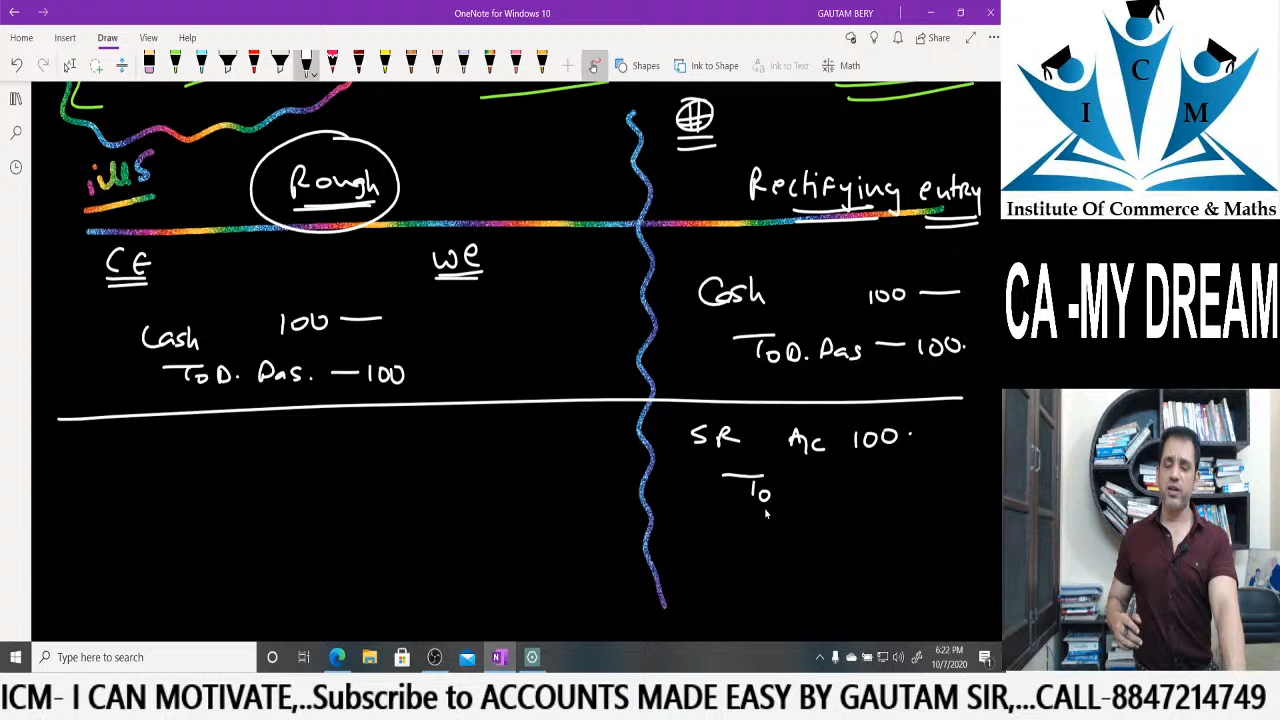 OneNote for Windows 10
GAUTAM BERY
Home Insert Draw View Help
Share
Shapes
Ink to Shape
Ink to Text
Math
I C M
Institute Of Commerce & Maths
CA -MY DREAM
ills
Rough
Rectifying entry
CE
WE
Cash 100 —
To D. Das. — 100
Cash 100 —
To D. Das — 100.
SR A/C 100.
To
Type here to search
6:22 PM
10/7/2020
ICM- I CAN MOTIVATE,..Subscribe to ACCOUNTS MADE EASY BY GAUTAM SIR,...CALL-8847214749